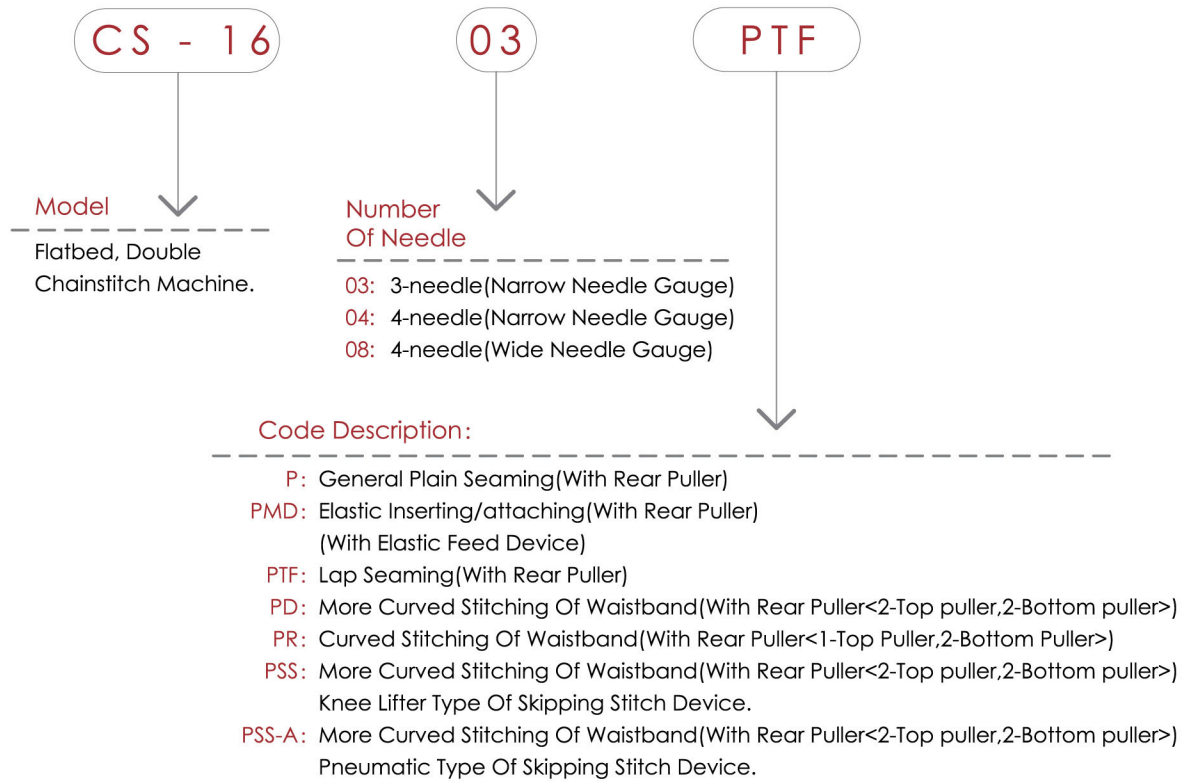 CS - 16 03 PTF
Model
Flatbed, Double
Chainstitch Machine.
Number
Of Needle
03: 3-needle(Narrow Needle Gauge)
04: 4-needle(Narrow Needle Gauge)
08: 4-needle(Wide Needle Gauge)
Code Description:
P: General Plain Seaming(With Rear Puller)
PMD: Elastic Inserting/attaching(With Rear Puller)
(With Elastic Feed Device)
PTF: Lap Seaming(With Rear Puller)
PD: More Curved Stitching Of Waistband(With Rear Puller<2-Top puller,2-Bottom puller>)
PR: Curved Stitching Of Waistband(With Rear Puller<1-Top Puller,2-Bottom Puller>)
PSS: More Curved Stitching Of Waistband(With Rear Puller<2-Top puller,2-Bottom puller>)
Knee Lifter Type Of Skipping Stitch Device.
PSS-A: More Curved Stitching Of Waistband(With Rear Puller<2-Top puller,2-Bottom puller>)
Pneumatic Type Of Skipping Stitch Device.